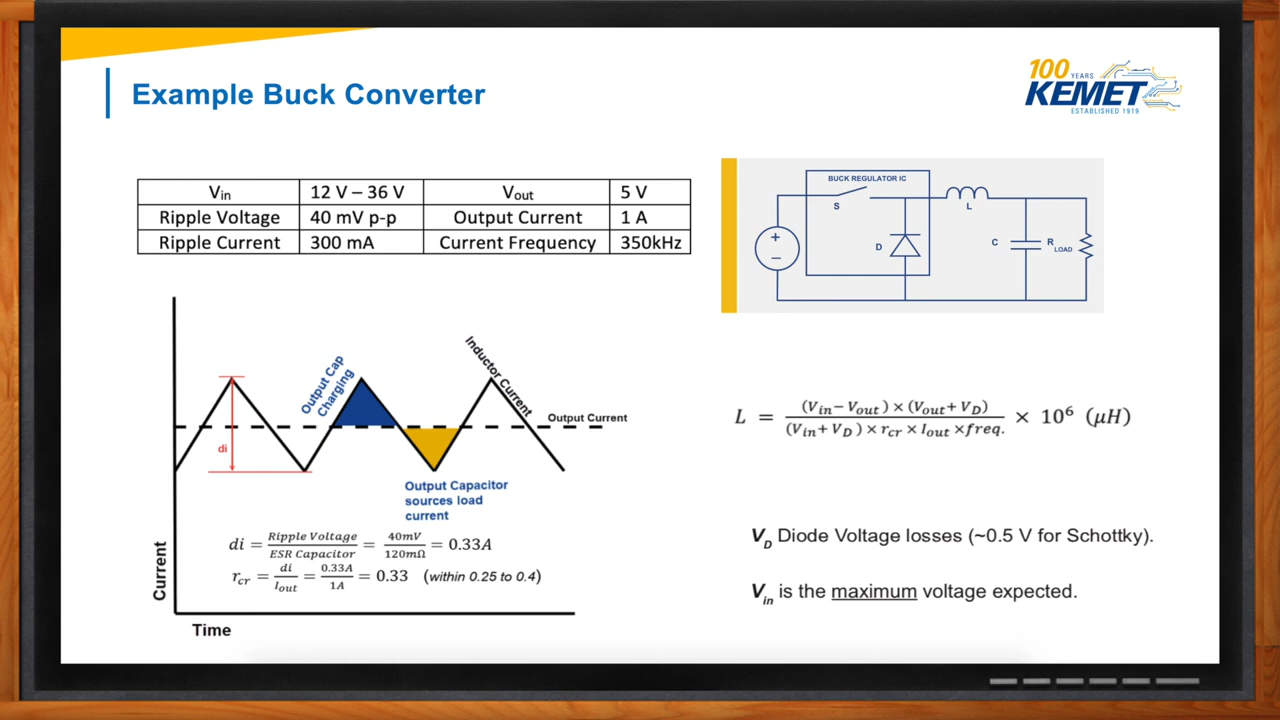 Example Buck Converter
100 YEARS
KEMET
ESTABLISHED 1919
Vin 12 V – 36 V Vout 5 V
Ripple Voltage 40 mV p-p Output Current 1 A
Ripple Current 300 mA Current Frequency 350kHz
BUCK REGULATOR IC
S
L
+
−
D
C
R LOAD
Output Cap
Charging
Inductor Current
Output Current
di
Output Capacitor
sources load
current
di = Ripple Voltage / ESR Capacitor = 40mV / 120mΩ = 0.33A
rcr = di / Iout = 0.33A / 1A = 0.33 (within 0.25 to 0.4)
Current
Time
L = (Vin− Vout ) × (Vout+ VD) / (Vin+ VD ) × rcr × Iout ×freq. × 10⁶ (μH)
VD Diode Voltage losses (~0.5 V for Schottky).
Vin is the maximum voltage expected.